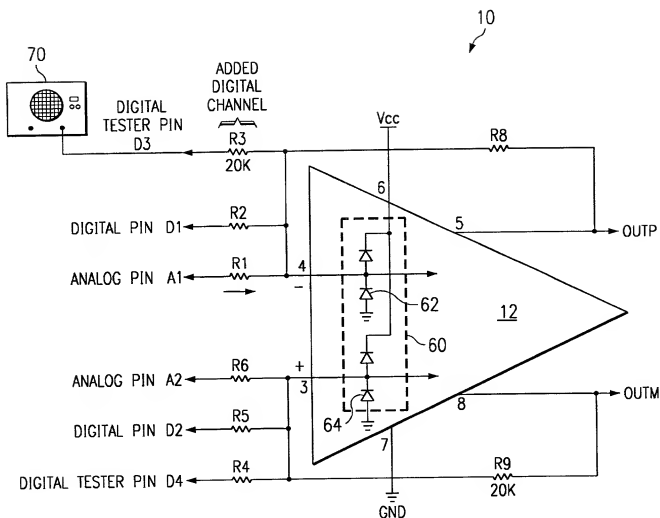 10
70
ADDED
DIGITAL
CHANNEL
DIGITAL
TESTER PIN
D3
R3
20K
Vcc
R8
6
DIGITAL PIN D1
R2
5
OUTP
ANALOG PIN A1
R1
4
-
62
12
60
ANALOG PIN A2
R6
+
3
DIGITAL PIN D2
R5
64
8
OUTM
7
DIGITAL TESTER PIN D4
R4
R9
20K
GND